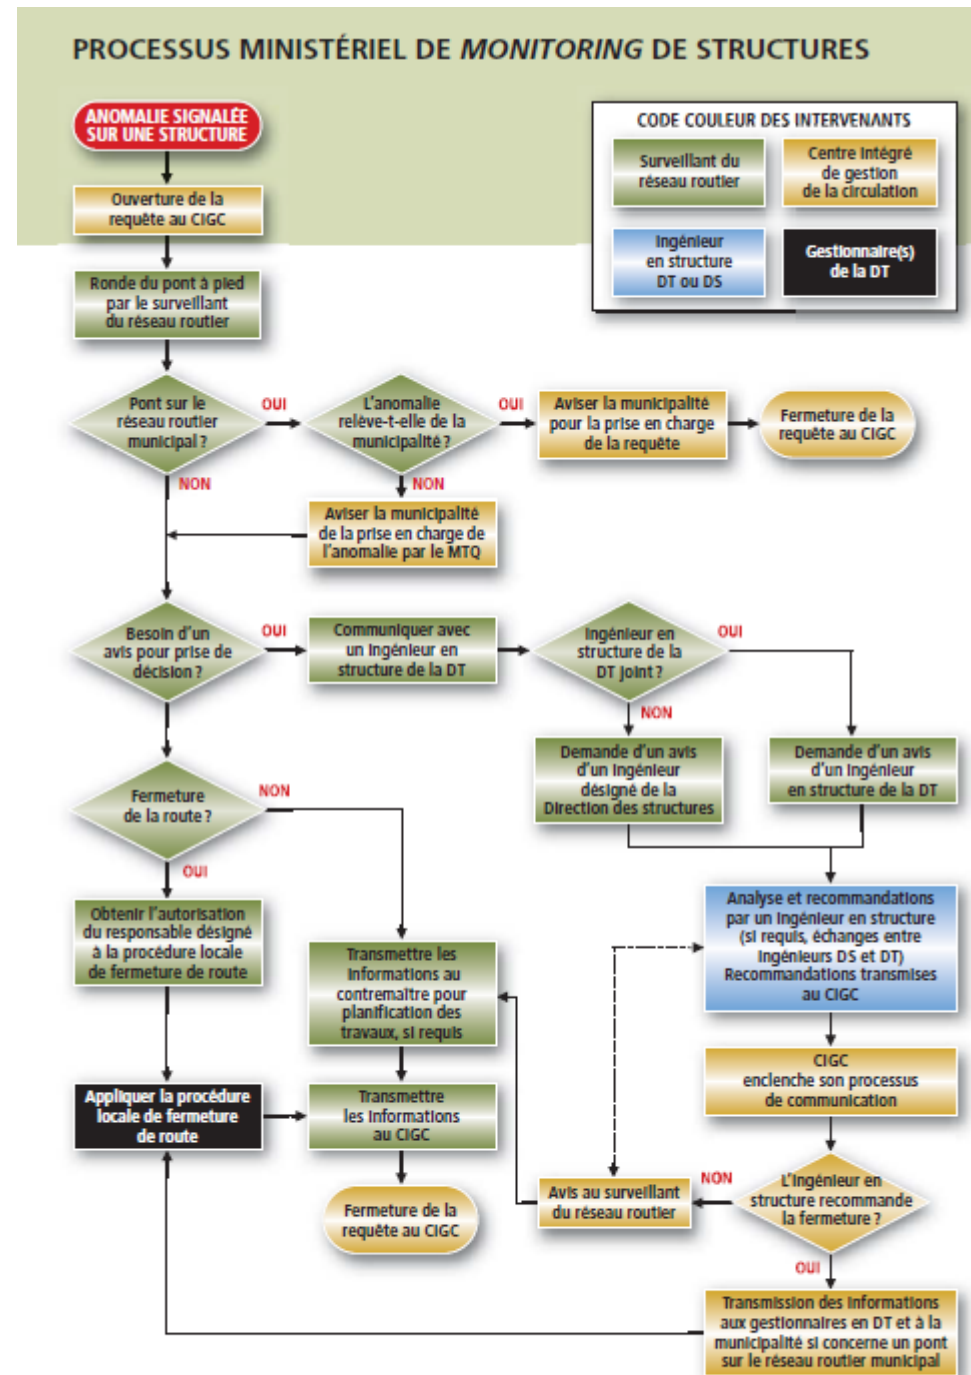 PROCESSUS MINISTÉRIEL DE MONITORING DE STRUCTURES
ANOMALIE SIGNALÉE
SUR UNE STRUCTURE
CODE COULEUR DES INTERVENANTS
Surveillant du
réseau routier
Centre intégré
de gestion
de la circulation
Ingénieur
en structure
DT ou DS
Gestionnaire(s)
de la DT
Ouverture de la
requête au CIGC
Ronde du pont à pied
par le surveillant
du réseau routier
Pont sur le
réseau routier
municipal ?
OUI
L'anomalie
relève-t-elle de la
municipalité ?
OUI
Aviser la municipalité
pour la prise en charge
de la requête
Fermeture de la
requête au CIGC
NON
NON
Aviser la municipalité
de la prise en charge de
l'anomalie par le MTQ
Besoin d'un
avis pour prise de
décision ?
OUI
Communiquer avec
un ingénieur en
structure de la DT
Ingénieur en
structure de la
DT joint ?
OUI
NON
Demande d'un avis
d'un ingénieur
désigné de la
Direction des structures
Demande d'un avis
d'un ingénieur
en structure de la DT
Fermeture
de la route ?
NON
OUI
Obtenir l'autorisation
du responsable désigné
à la procédure locale
de fermeture de route
Transmettre les
informations au
contremaître pour
planification des
travaux, si requis
Analyse et recommandations
par un ingénieur en structure
(si requis, échanges entre
ingénieurs DS et DT)
Recommandations transmises
au CIGC
CIGC
enclenche son processus
de communication
Appliquer la procédure
locale de fermeture
de route
Transmettre
les informations
au CIGC
Fermeture de la
requête au CIGC
Avis au surveillant
du réseau routier
NON
L'ingénieur en
structure recommande
la fermeture ?
OUI
Transmission des informations
aux gestionnaires en DT et à la
municipalité si concerne un pont
sur le réseau routier municipal